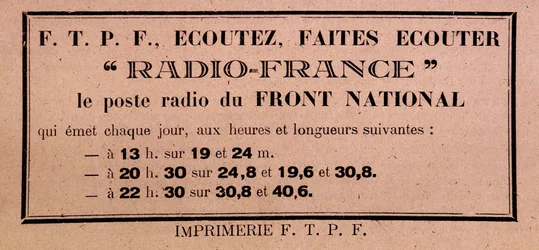 F. T. P. F., ECOUTEZ, FAITES ECOUTER
“ RADIO-FRANCE ”
le poste radio du FRONT NATIONAL
qui émet chaque jour, aux heures et longueurs suivantes :
— à 13 h. sur 19 et 24 m.
— à 20 h. 30 sur 24,8 et 19,6 et 30,8.
— à 22 h. 30 sur 30,8 et 40,6.
IMPRIMERIE F. T. P. F.